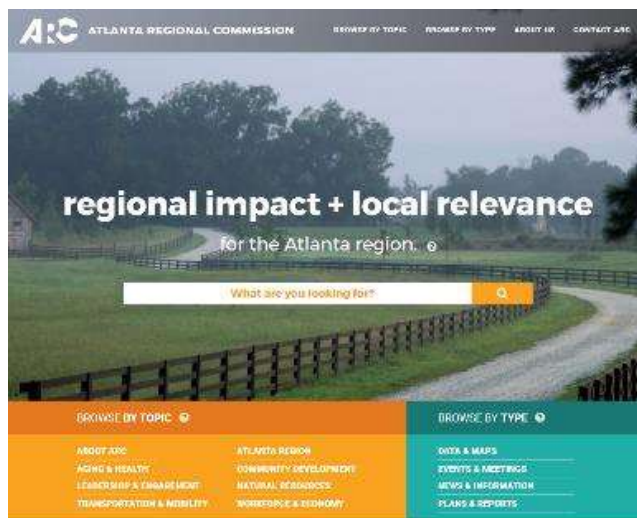 ARC ATLANTA REGIONAL COMMISSION BROWSE BY TOPIC BROWSE BY TYPE ABOUT US CONTACT ARC
regional impact + local relevance
for the Atlanta region.
What are you looking for?
BROWSE BY TOPIC
ABOUT ARC ATLANTA REGION
AGING & HEALTH COMMUNITY DEVELOPMENT
LEADERSHIP & ENGAGEMENT NATURAL RESOURCES
TRANSPORTATION & MOBILITY WORKFORCE & ECONOMY
BROWSE BY TYPE
DATA & MAPS
EVENTS & MEETINGS
NEWS & INFORMATION
PLANS & REPORTS